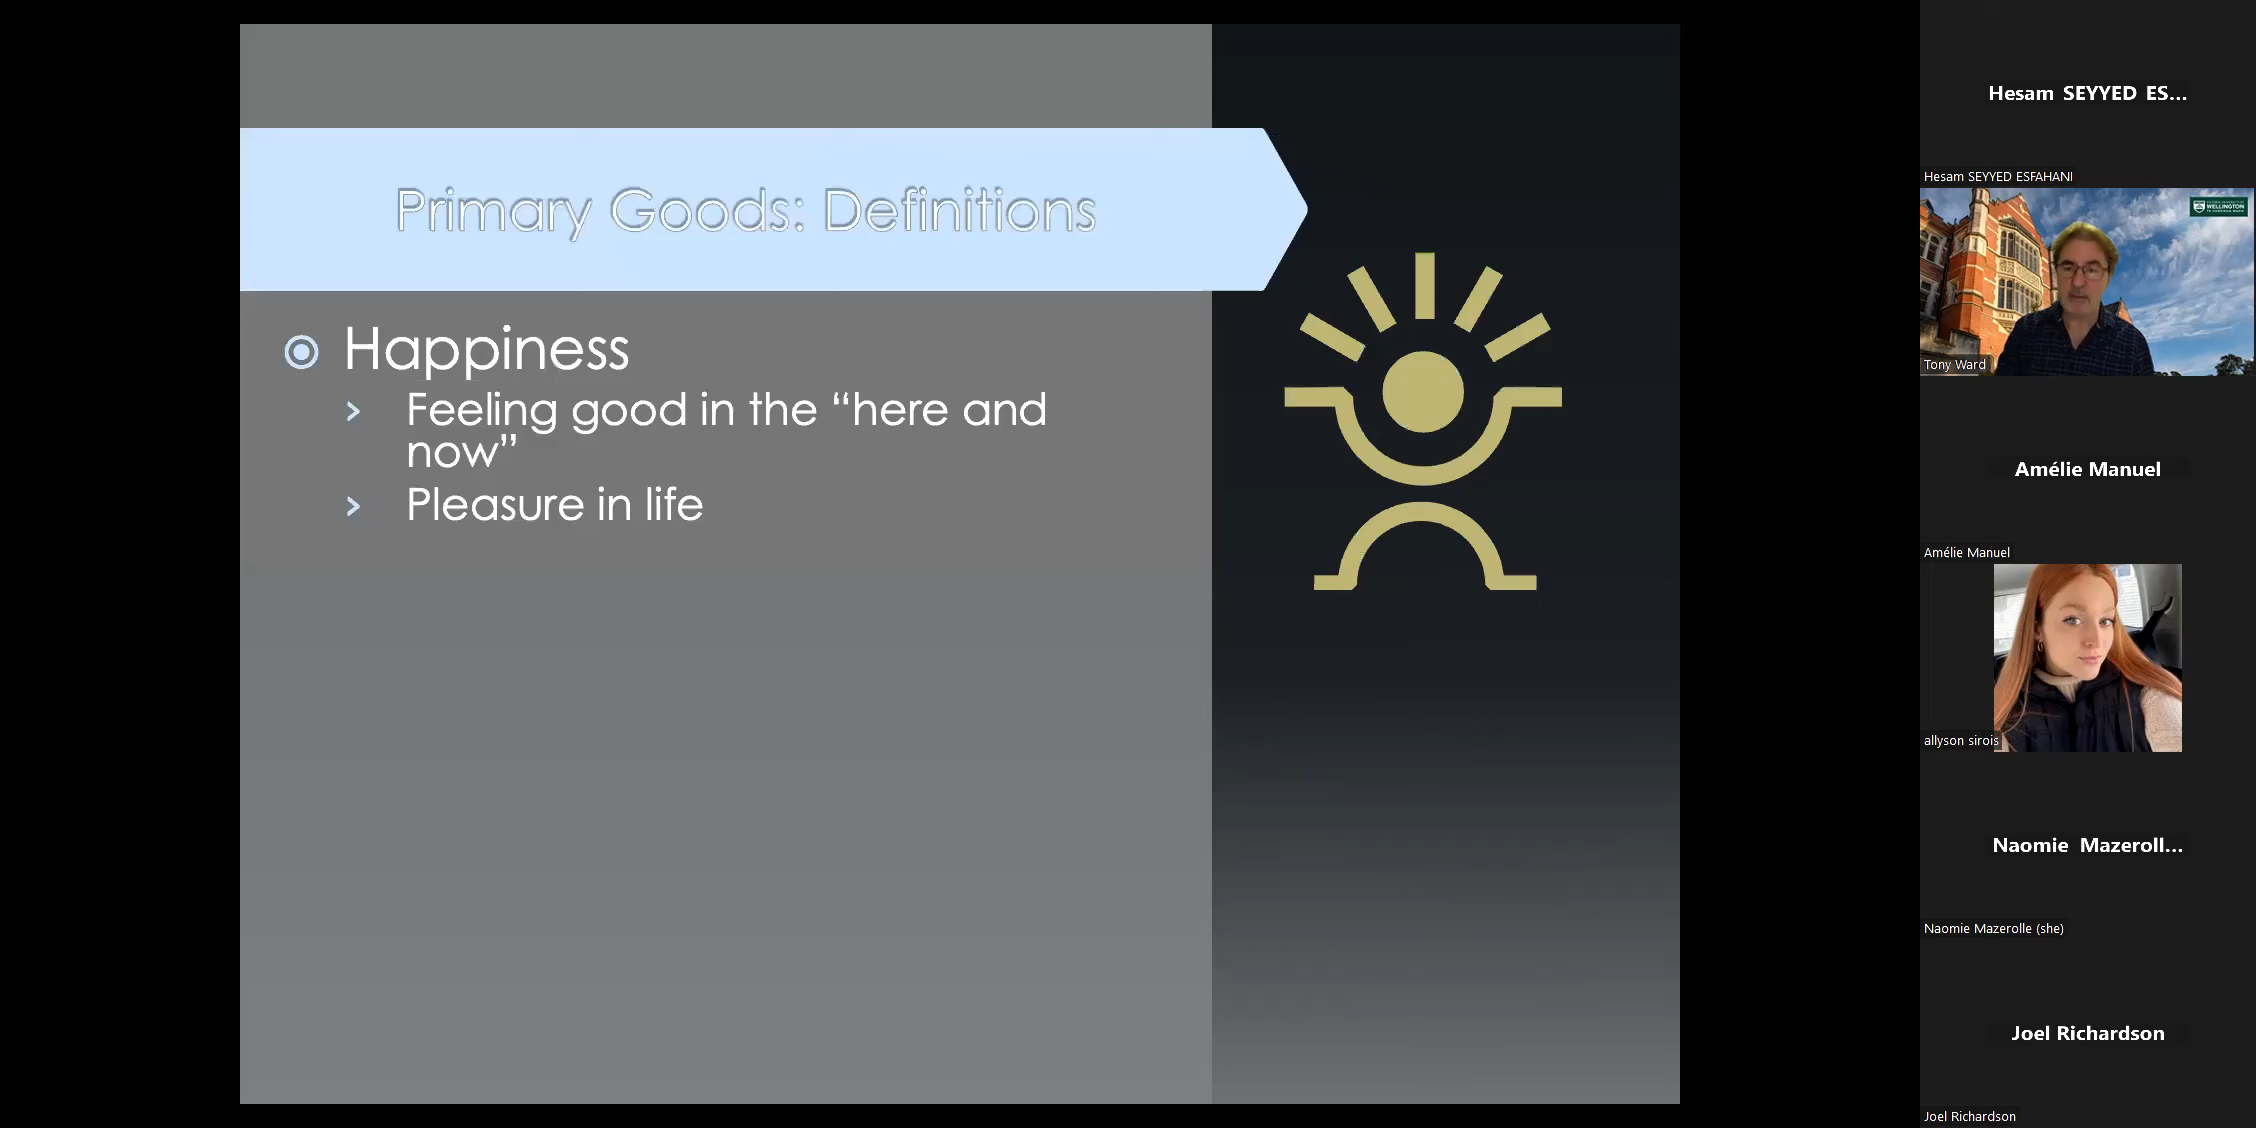 Primary Goods: Definitions
Happiness
Feeling good in the “here and
now”
Pleasure in life
Hesam SEYYED ES...
Hesam SEYYED ESFAHANI
WELLINGTON
Tony Ward
Amélie Manuel
Amélie Manuel
allyson sirois
Naomie Mazeroll...
Naomie Mazerolle (she)
Joel Richardson
Joel Richardson